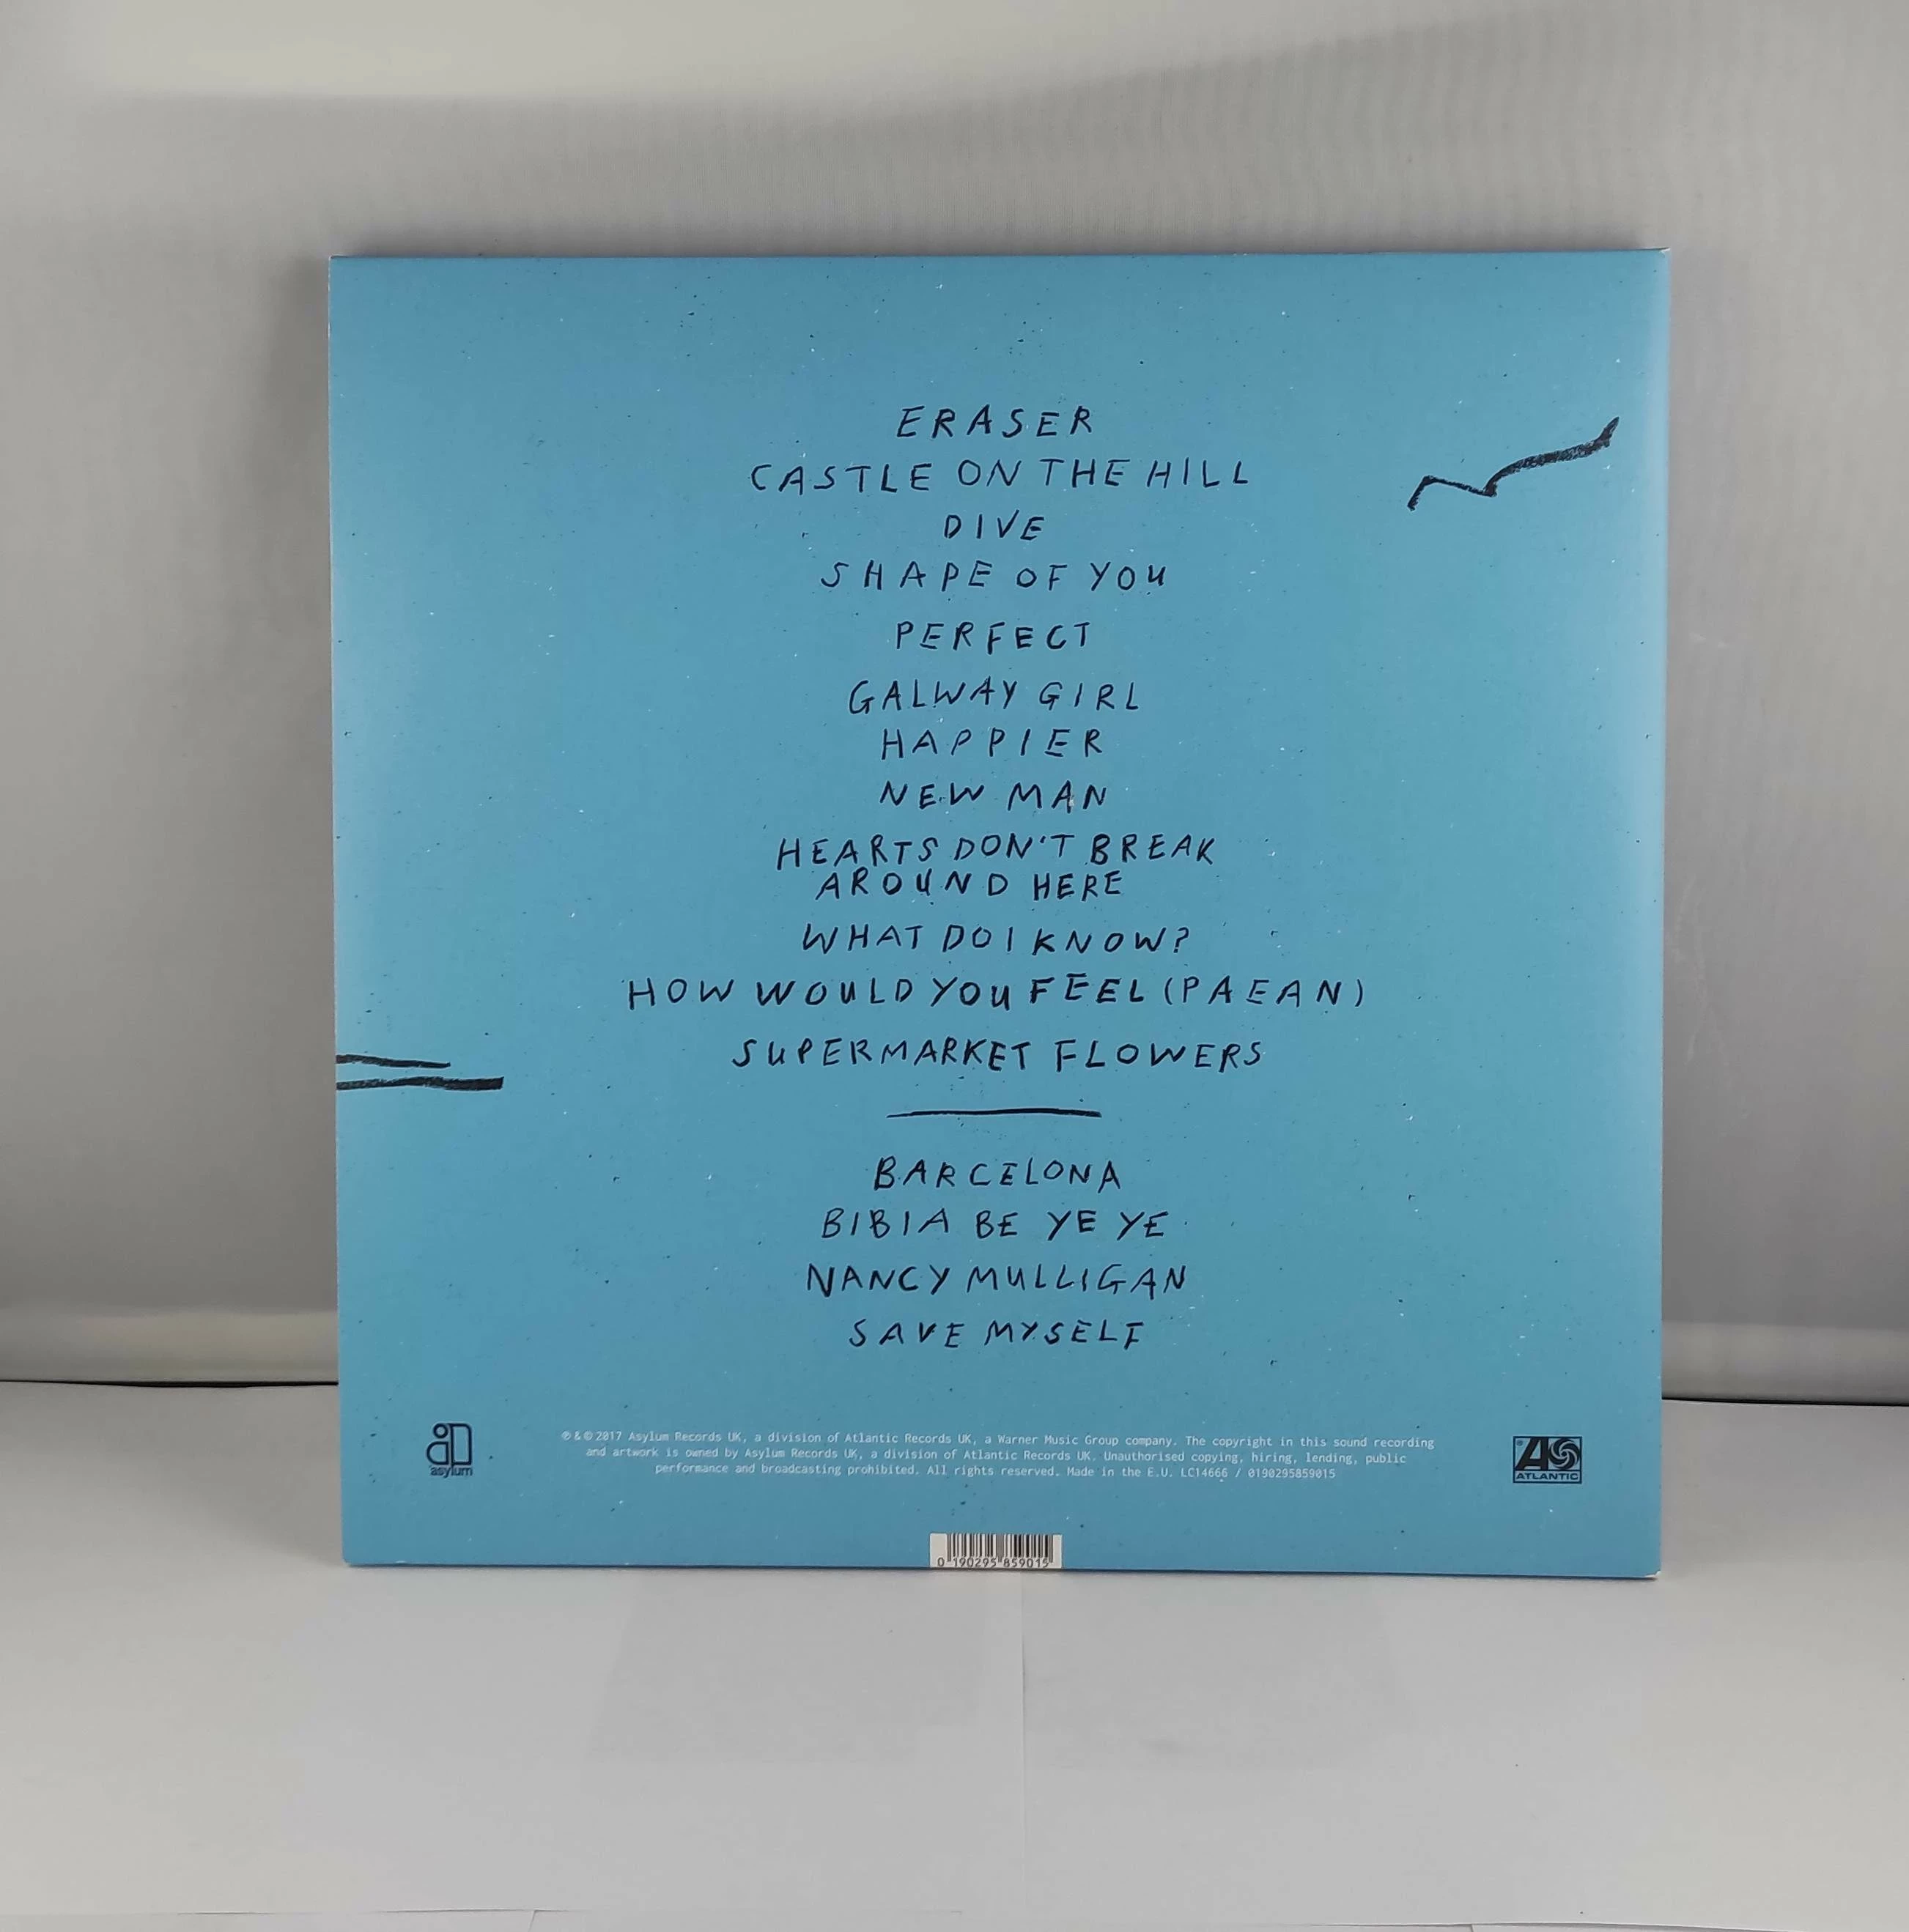 ERASER
CASTLE ON THE HILL
DIVE
SHAPE OF YOU
PERFECT
GALWAY GIRL
HAPPIER
NEW MAN
HEARTS DON'T BREAK
AROUND HERE
WHAT DO I KNOW?
HOW WOULD YOU FEEL (PAEAN)
SUPERMARKET FLOWERS
BARCELONA
BIBIA BE YE YE
NANCY MULLIGAN
SAVE MYSELF
asylum
℗ & © 2017 Asylum Records UK, a division of Atlantic Records UK, a Warner Music Group company. The copyright in this sound recording
and artwork is owned by Asylum Records UK, a division of Atlantic Records UK. Unauthorised copying, hiring, lending, public
performance and broadcasting prohibited. All rights reserved. Made in the E.U. LC14666 / 0190295859015
ATLANTIC
0 190295 859015